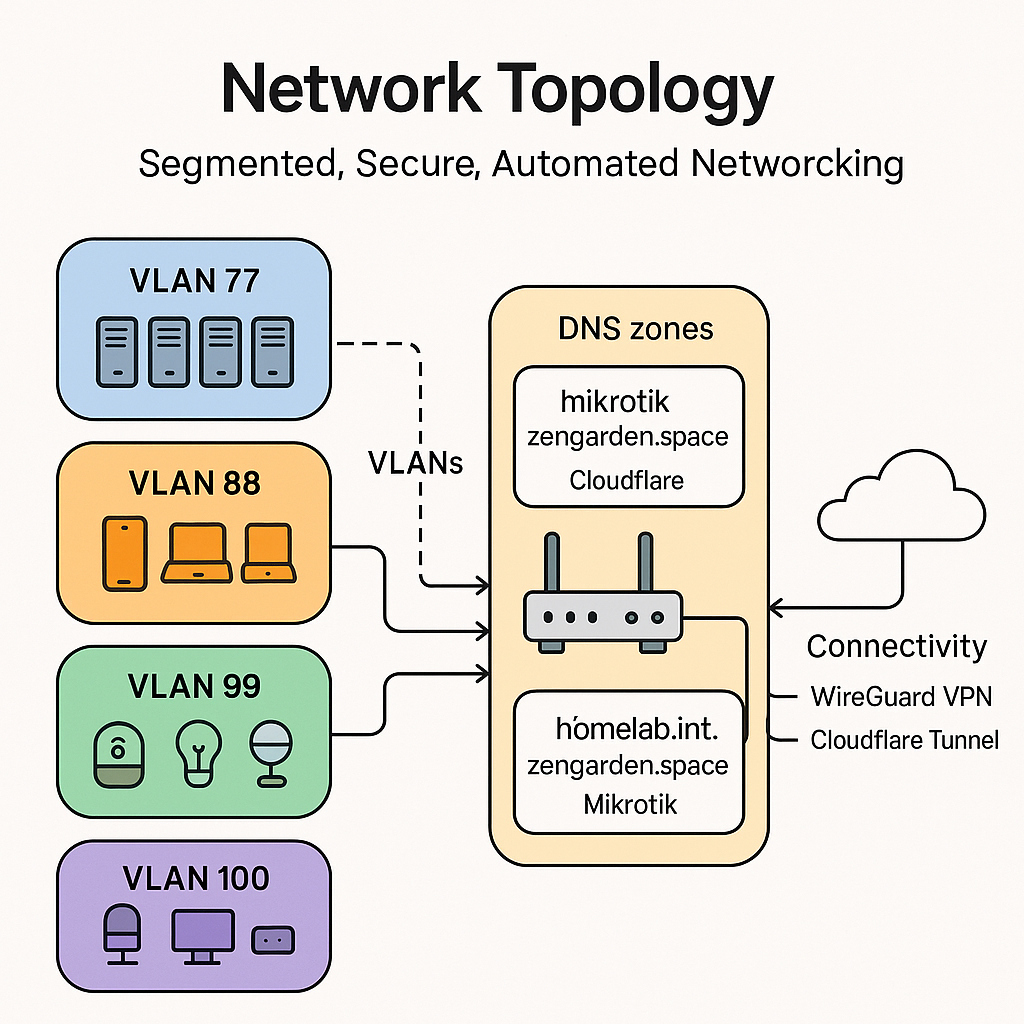 Network Topology
Segmented, Secure, Automated Networcking
VLAN 77
VLAN 88
VLAN 99
VLAN 100
VLANs
DNS zones
mikrotik
zengarden.space
Cloudflare
hómelab.int.
zengarden.space
Mikrotik
Connectivity
WireGuard VPN
Cloudflare Tunnel